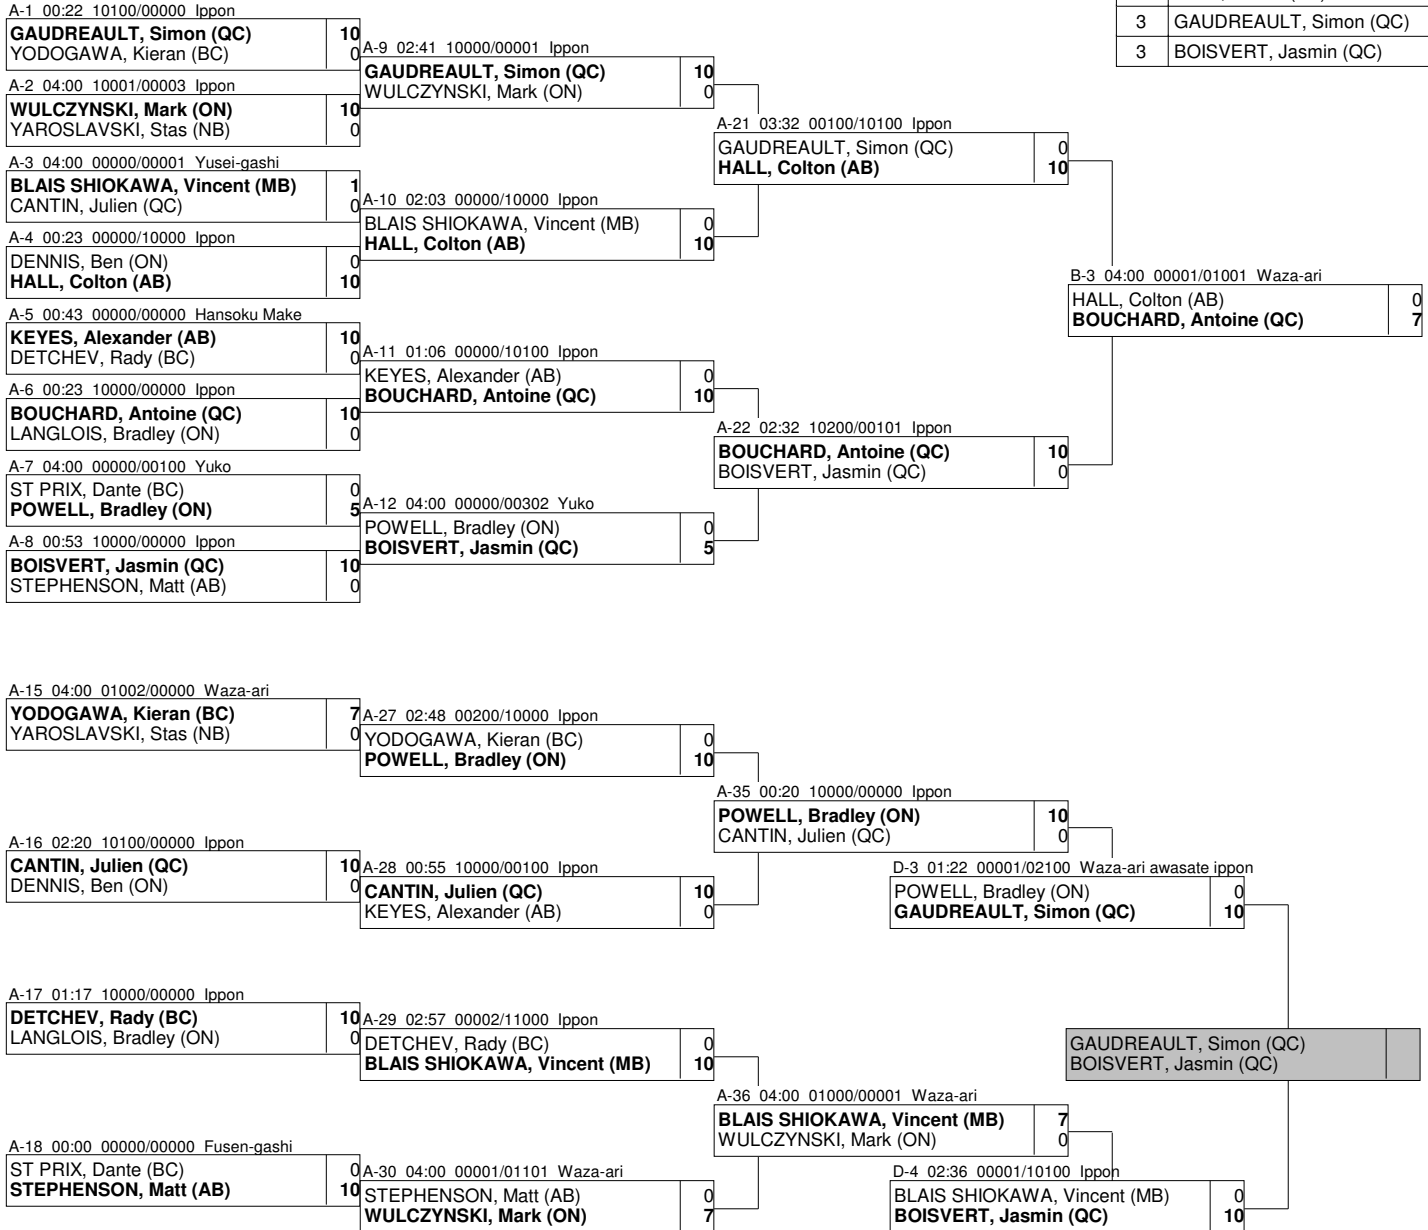 3 GAUDREAULT, Simon (QC)
3 BOISVERT, Jasmin (QC)
A-1 00:22 10100/00000 Ippon
GAUDREAULT, Simon (QC) 10
YODOGAWA, Kieran (BC) 0
A-2 04:00 10001/00003 Ippon
WULCZYNSKI, Mark (ON) 10
YAROSLAVSKI, Stas (NB) 0
A-3 04:00 00000/00001 Yusei-gashi
BLAIS SHIOKAWA, Vincent (MB) 1
CANTIN, Julien (QC) 0
A-4 00:23 00000/10000 Ippon
DENNIS, Ben (ON) 0
HALL, Colton (AB) 10
A-5 00:43 00000/00000 Hansoku Make
KEYES, Alexander (AB) 10
DETCHEV, Rady (BC) 0
A-6 00:23 10000/00000 Ippon
BOUCHARD, Antoine (QC) 10
LANGLOIS, Bradley (ON) 0
A-7 04:00 00000/00100 Yuko
ST PRIX, Dante (BC) 0
POWELL, Bradley (ON) 5
A-8 00:53 10000/00000 Ippon
BOISVERT, Jasmin (QC) 10
STEPHENSON, Matt (AB) 0
A-9 02:41 10000/00001 Ippon
GAUDREAULT, Simon (QC) 10
WULCZYNSKI, Mark (ON) 0
A-10 02:03 00000/10000 Ippon
BLAIS SHIOKAWA, Vincent (MB) 0
HALL, Colton (AB) 10
A-11 01:06 00000/10100 Ippon
KEYES, Alexander (AB) 0
BOUCHARD, Antoine (QC) 10
A-12 04:00 00000/00302 Yuko
POWELL, Bradley (ON) 0
BOISVERT, Jasmin (QC) 5
A-21 03:32 00100/10100 Ippon
GAUDREAULT, Simon (QC) 0
HALL, Colton (AB) 10
A-22 02:32 10200/00101 Ippon
BOUCHARD, Antoine (QC) 10
BOISVERT, Jasmin (QC) 0
B-3 04:00 00001/01001 Waza-ari
HALL, Colton (AB) 0
BOUCHARD, Antoine (QC) 7
A-15 04:00 01002/00000 Waza-ari
YODOGAWA, Kieran (BC) 7
YAROSLAVSKI, Stas (NB) 0
A-16 02:20 10100/00000 Ippon
CANTIN, Julien (QC) 10
DENNIS, Ben (ON) 0
A-17 01:17 10000/00000 Ippon
DETCHEV, Rady (BC) 10
LANGLOIS, Bradley (ON) 0
A-18 00:00 00000/00000 Fusen-gashi
ST PRIX, Dante (BC) 0
STEPHENSON, Matt (AB) 10
A-27 02:48 00200/10000 Ippon
YODOGAWA, Kieran (BC) 0
POWELL, Bradley (ON) 10
A-28 00:55 10000/00100 Ippon
CANTIN, Julien (QC) 10
KEYES, Alexander (AB) 0
A-29 02:57 00002/11000 Ippon
DETCHEV, Rady (BC) 0
BLAIS SHIOKAWA, Vincent (MB) 10
A-30 04:00 00001/01101 Waza-ari
STEPHENSON, Matt (AB) 0
WULCZYNSKI, Mark (ON) 7
A-35 00:20 10000/00000 Ippon
POWELL, Bradley (ON) 10
CANTIN, Julien (QC) 0
A-36 04:00 01000/00001 Waza-ari
BLAIS SHIOKAWA, Vincent (MB) 7
WULCZYNSKI, Mark (ON) 0
D-3 01:22 00001/02100 Waza-ari awasate ippon
POWELL, Bradley (ON) 0
GAUDREAULT, Simon (QC) 10
D-4 02:36 00001/10100 Ippon
BLAIS SHIOKAWA, Vincent (MB) 0
BOISVERT, Jasmin (QC) 10
GAUDREAULT, Simon (QC)
BOISVERT, Jasmin (QC)